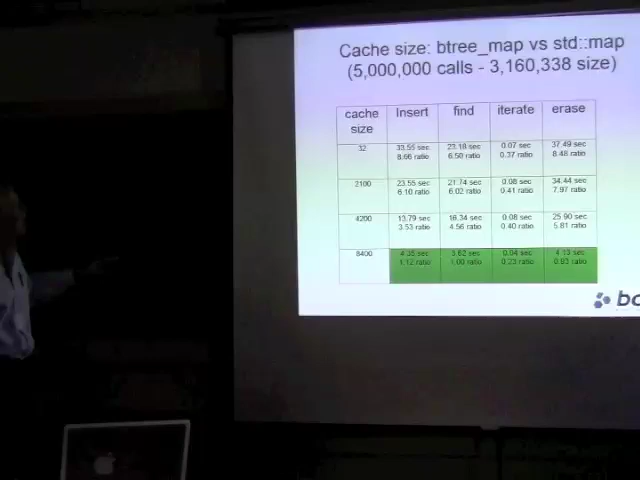 Cache size: btree_map vs std::map
(5,000,000 calls - 3,160,338 size)
cache size Insert find iterate erase
32 33.55 sec 23.18 sec 0.07 sec 37.49 sec
8.66 ratio 6.50 ratio 0.37 ratio 8.48 ratio
2100 23.55 sec 21.74 sec 0.08 sec 34.44 sec
6.10 ratio 6.02 ratio 0.41 ratio 7.97 ratio
4200 13.79 sec 16.34 sec 0.08 sec 25.90 sec
3.53 ratio 4.56 ratio 0.40 ratio 5.81 ratio
8400 4.35 sec 3.62 sec 0.04 sec 4.13 sec
1.12 ratio 1.00 ratio 0.23 ratio 0.93 ratio